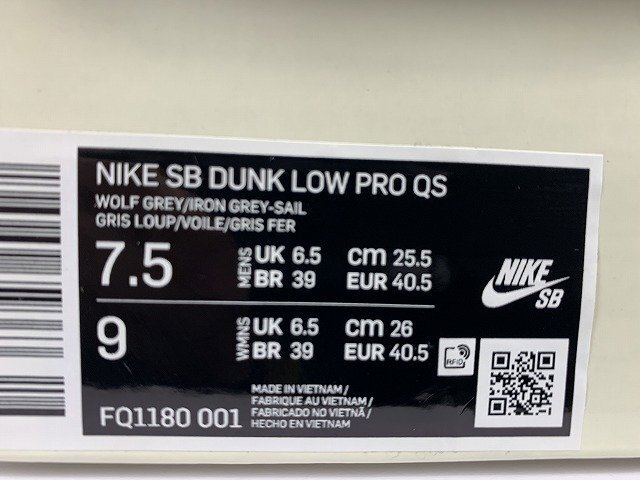 NIKE SB DUNK LOW PRO QS
WOLF GREY/IRON GREY-SAIL
GRIS LOUP/VOILE/GRIS FER
7.5 MENS UK 6.5 cm 25.5
BR 39 EUR 40.5
NIKE
SB
9 WMNS UK 6.5 cm 26
BR 39 EUR 40.5
RFID
MADE IN VIETNAM /
FABRIQUE AU VIETNAM /
FABRICADO NO VIETNÃ /
HECHO EN VIETNAM
FQ1180 001